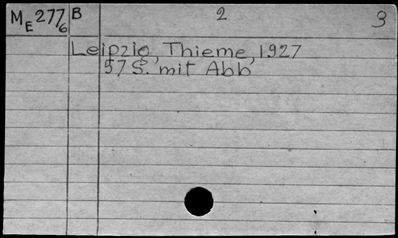 ME 277/6 B 2 3
Leipzig, Thieme, 1927
57 S. mit Abb